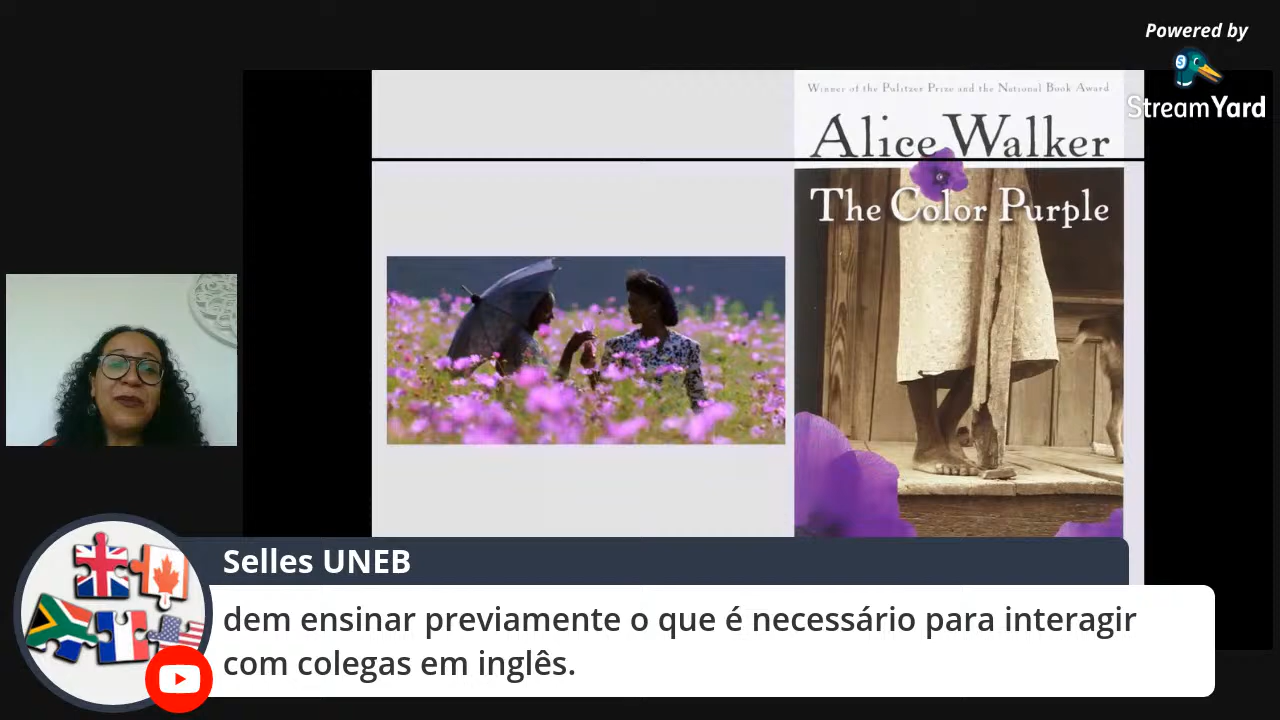 Powered by
StreamYard
Winner of the Pulitzer Prize and the National Book Award
Alice Walker
The Color Purple
Selles UNEB
dem ensinar previamente o que é necessário para interagir
com colegas em inglês.